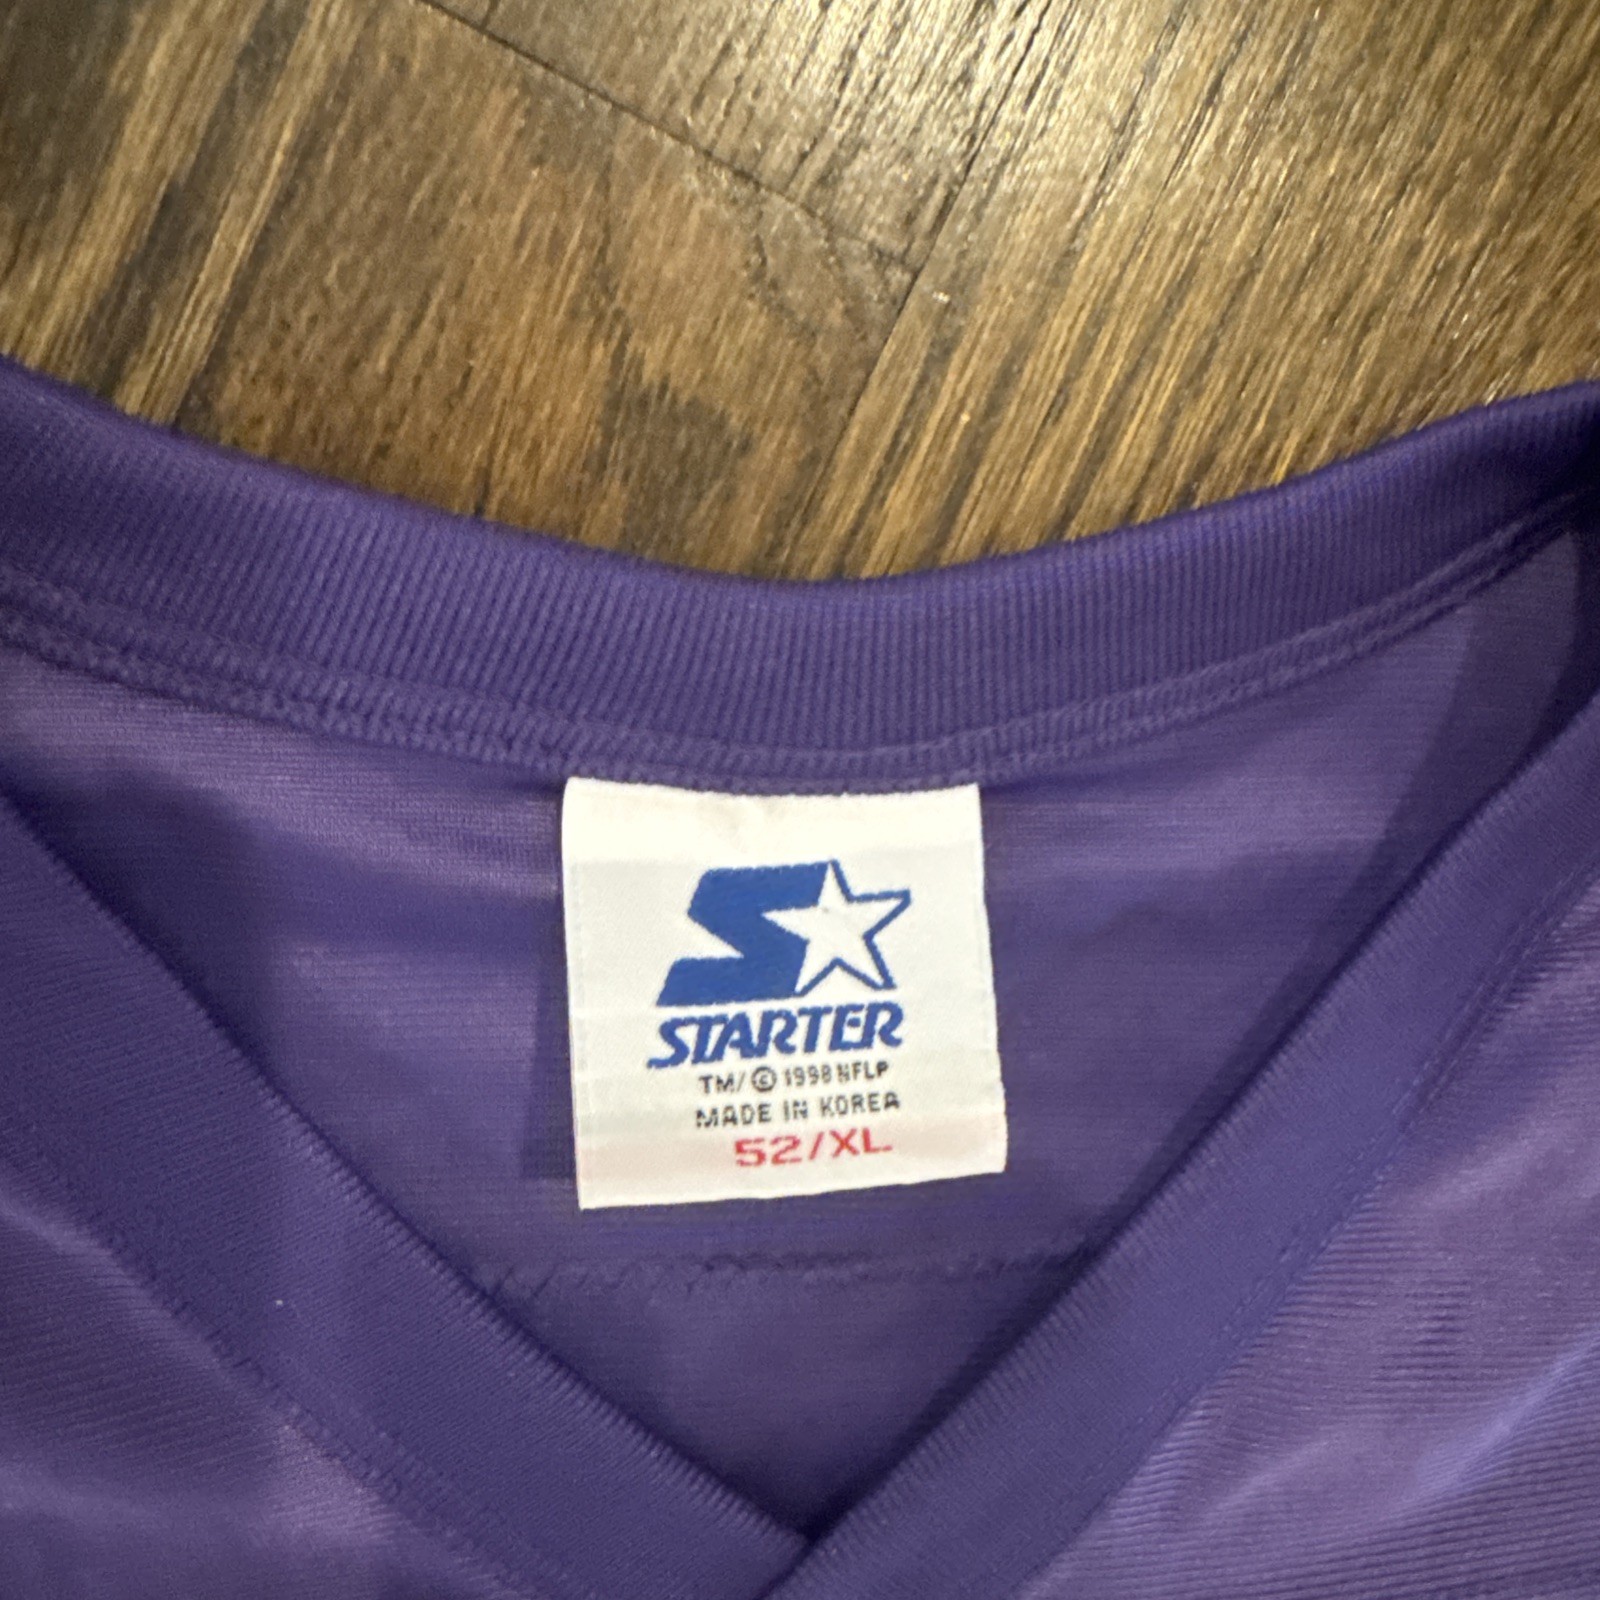 STARTER
TM/© 1998 NFLP
MADE IN KOREA
52/XL